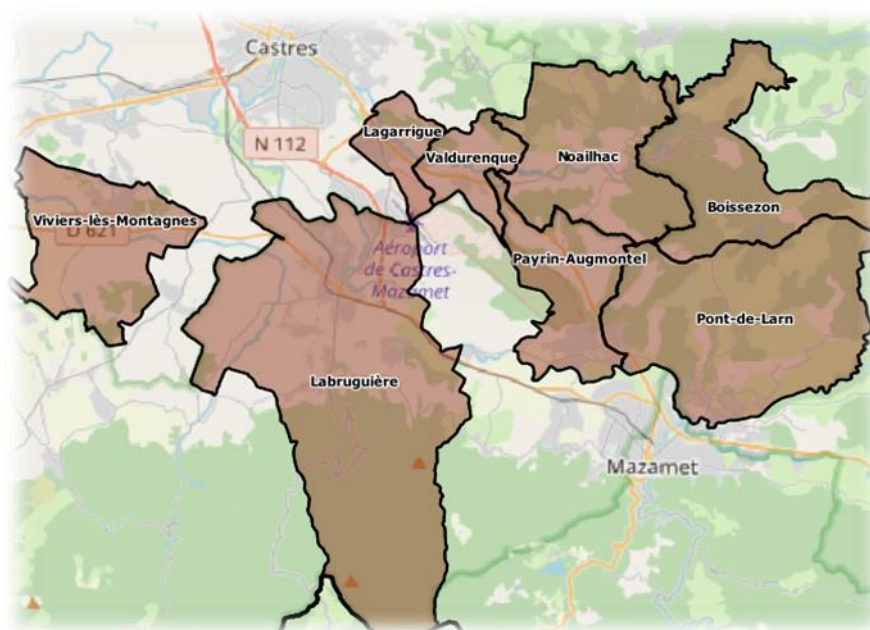 Castres
N 112
Lagarrigue
Valdurenque
Noailhac
Viviers-lès-Montagnes
D 621
Boissezon
Aéroport
de Castres-
Mazamet
Payrin-Augmontel
Pont-de-Larn
Labruguière
Mazamet